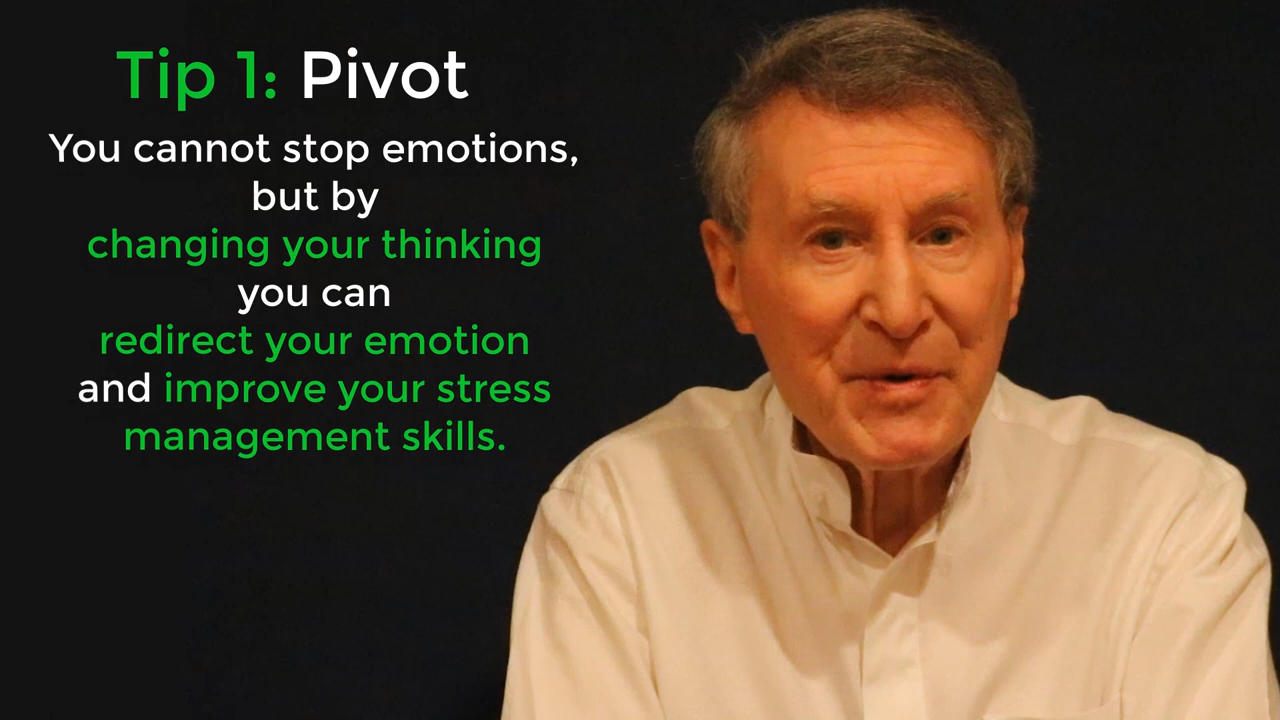 Tip 1: Pivot
You cannot stop emotions,
but by
changing your thinking
you can
redirect your emotion
and improve your stress
management skills.